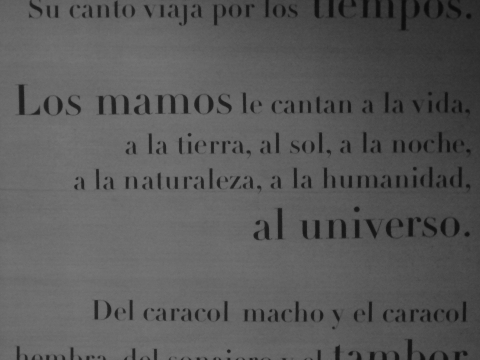 Su canto viaja por los tiempos.
Los mamos le cantan a la vida,
a la tierra, al sol, a la noche,
a la naturaleza, a la humanidad,
al universo.
Del caracol macho y el caracol
hembra, del sonajero y el tambor